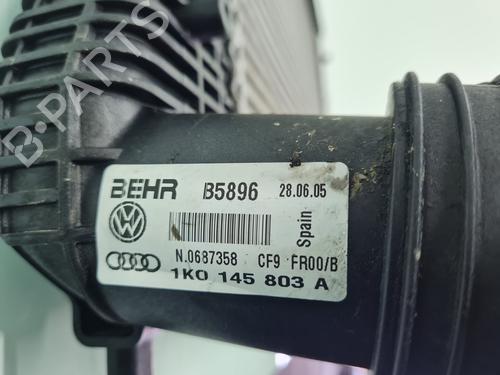 B-PARTS
BEHR B5896 28.06.05
Spain
N.0687358 CF9 FR00/B
1K0 145 803 A